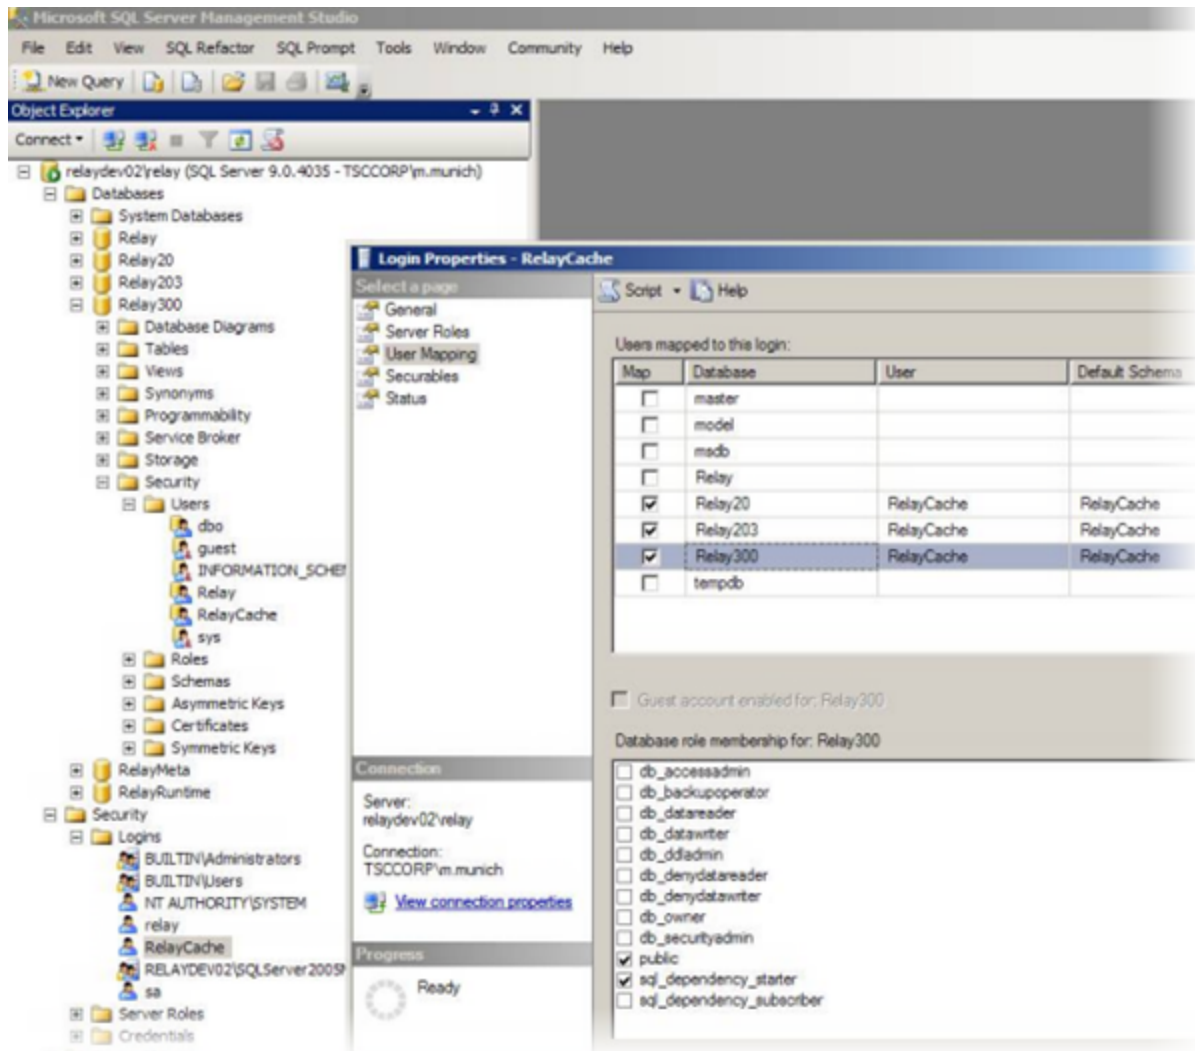 Microsoft SQL Server Management Studio
File Edit View SQL Refactor SQL Prompt Tools Window Community Help
New Query
Object Explorer
Connect
relaydev02\relay (SQL Server 9.0.4035 - TSCCORP\m.munich)
Databases
System Databases
Relay
Relay20
Relay203
Relay300
Database Diagrams
Tables
Views
Synonyms
Programmability
Service Broker
Storage
Security
Users
dbo
guest
INFORMATION_SCHEM
Relay
RelayCache
sys
Roles
Schemas
Asymmetric Keys
Certificates
Symmetric Keys
RelayMeta
RelayRuntime
Security
Logins
BUILTIN\Administrators
BUILTIN\Users
NT AUTHORITY\SYSTEM
relay
RelayCache
RELAYDEV02\SQLServer2005M
sa
Server Roles
Credentials
Login Properties - RelayCache
Select a page
General
Server Roles
User Mapping
Securables
Status
Connection
Server:
relaydev02\relay
Connection:
TSCCORP\m.munich
View connection properties
Progress
Ready
Script Help
Users mapped to this login:
Map Database User Default Schema
master
model
msdb
Relay
Relay20 RelayCache RelayCache
Relay203 RelayCache RelayCache
Relay300 RelayCache RelayCache
tempdb
Guest account enabled for: Relay300
Database role membership for: Relay300
db_accessadmin
db_backupoperator
db_datareader
db_datawriter
db_ddladmin
db_denydatareader
db_denydatawriter
db_owner
db_securityadmin
public
sql_dependency_starter
sql_dependency_subscriber